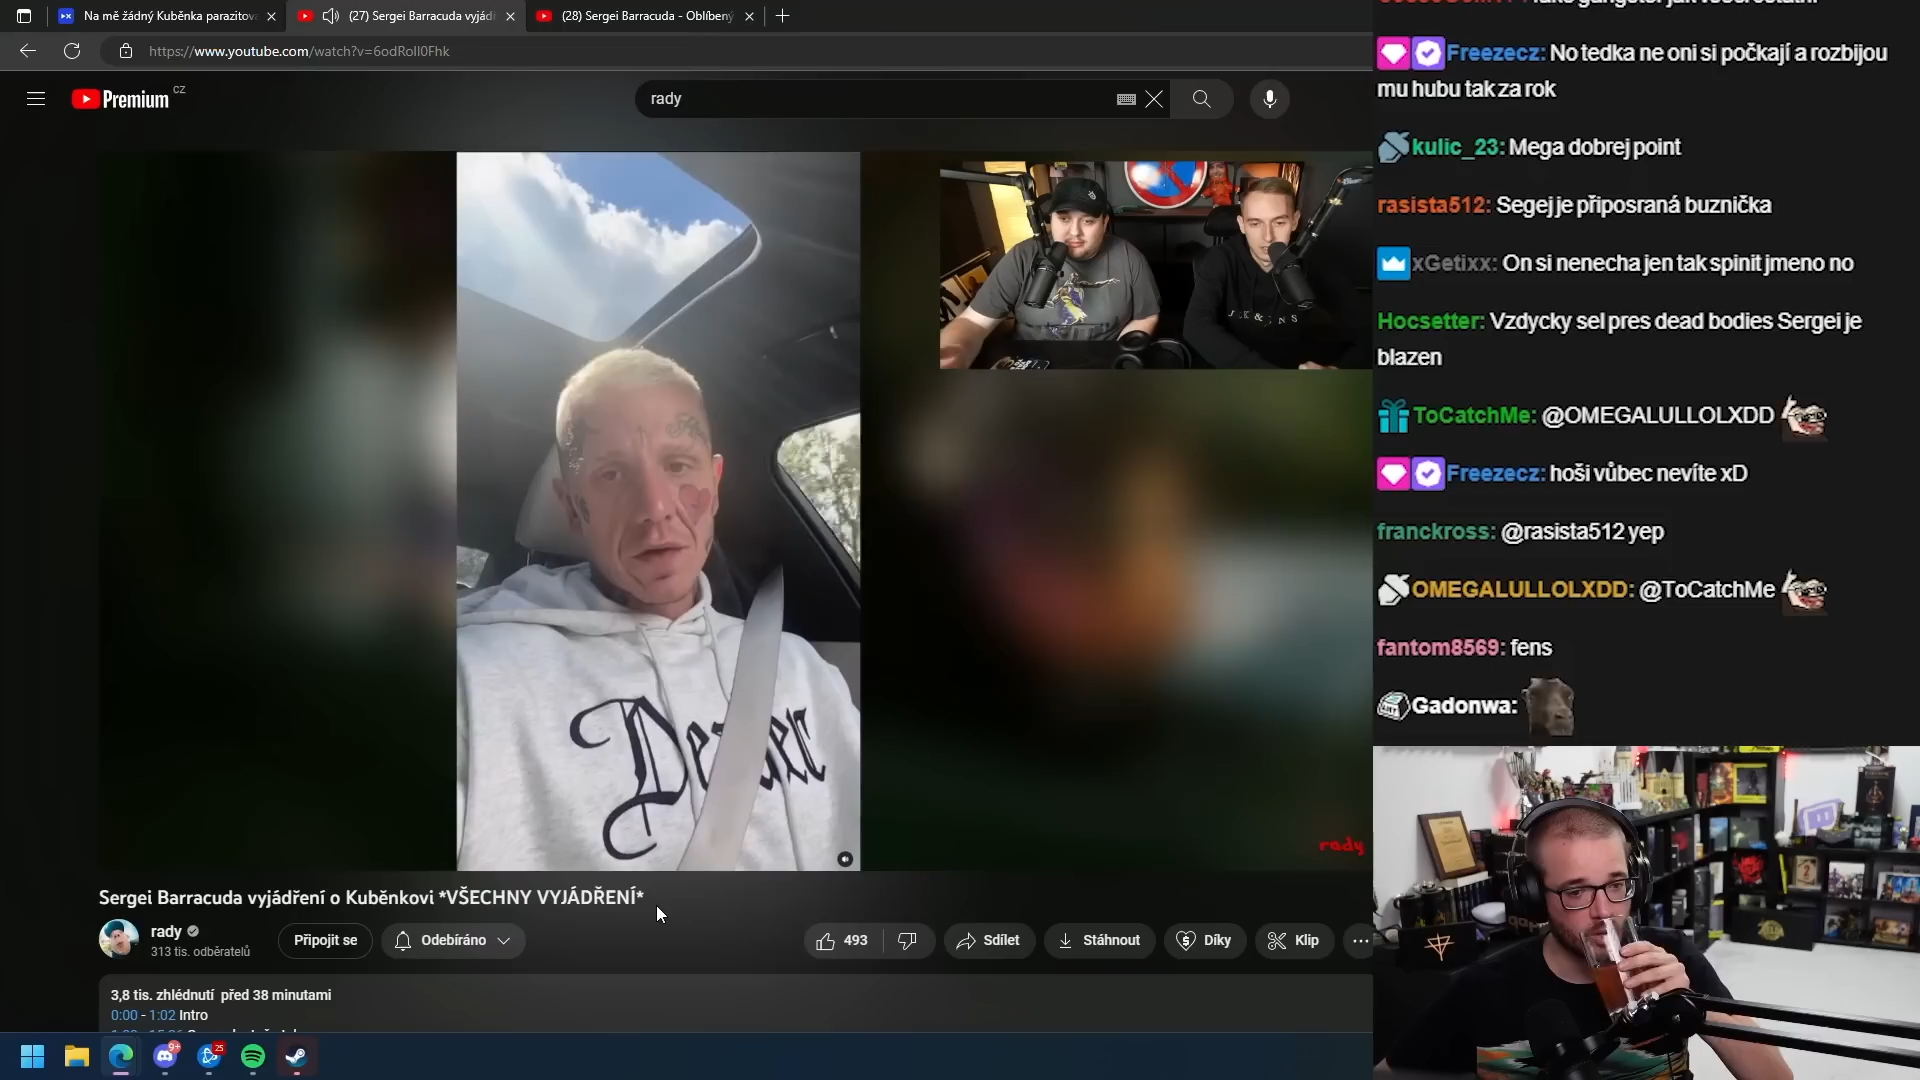 Na mě žádný Kuběnka parazitova
(27) Sergei Barracuda vyjádř
(28) Sergei Barracuda - Oblíbený
https://www.youtube.com/watch?v=6odRoll0Fhk
Premium CZ
rady
rady
Sergei Barracuda vyjádření o Kuběnkovi *VŠECHNY VYJÁDŘENÍ*
rady
313 tis. odběratelů
Připojit se
Odebíráno
493
Sdílet
Stáhnout
Díky
Klip
3,8 tis. zhlédnutí před 38 minutami
0:00 - 1:02 Intro
9+
25
Freezecz: No tedka ne oni si počkají a rozbijou
mu hubu tak za rok
kulic_23: Mega dobrej point
rasista512: Segej je připosraná buznička
xGetixx: On si nenecha jen tak spinit jmeno no
Hocsetter: Vzdycky sel pres dead bodies Sergei je
blazen
ToCatchMe: @OMEGALULLOLXDD
Freezecz: hoši vůbec nevíte xD
franckross: @rasista512 yep
OMEGALULLOLXDD: @ToCatchMe
fantom8569: fens
Gadonwa: